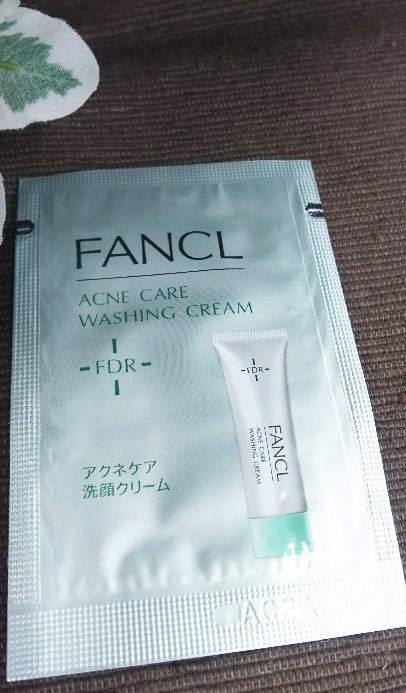 FANCL
ACNE CARE
WASHING CREAM
FDR
アクネケア
洗顔クリーム
FDR
FANCL
ACNE CARE
WASHING CREAM